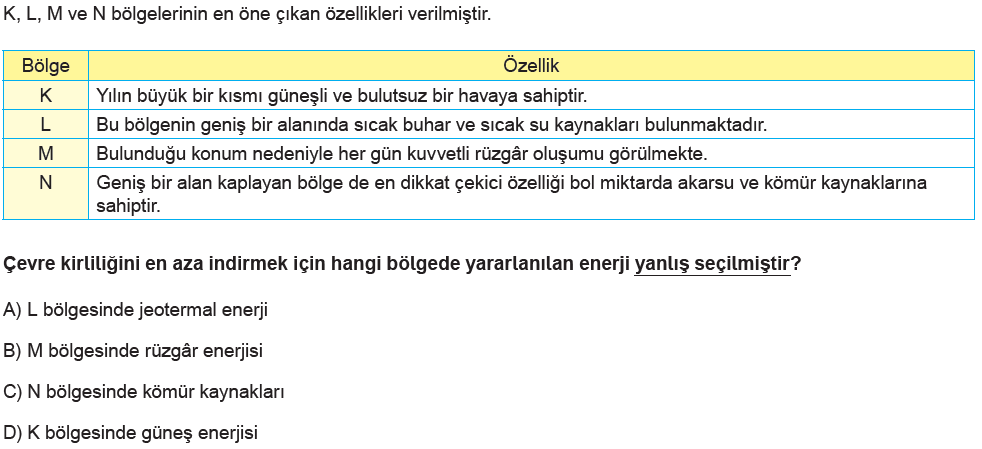 K, L, M ve N bölgelerinin en öne çıkan özellikleri verilmiştir.
Bölge Özellik
K Yılın büyük bir kısmı güneşli ve bulutsuz bir havaya sahiptir.
L Bu bölgenin geniş bir alanında sıcak buhar ve sıcak su kaynakları bulunmaktadır.
M Bulunduğu konum nedeniyle her gün kuvvetli rüzgâr oluşumu görülmekte.
N Geniş bir alan kaplayan bölge de en dikkat çekici özelliği bol miktarda akarsu ve kömür kaynaklarına
sahiptir.
Çevre kirliliğini en aza indirmek için hangi bölgede yararlanılan enerji yanlış seçilmiştir?
A) L bölgesinde jeotermal enerji
B) M bölgesinde rüzgâr enerjisi
C) N bölgesinde kömür kaynakları
D) K bölgesinde güneş enerjisi